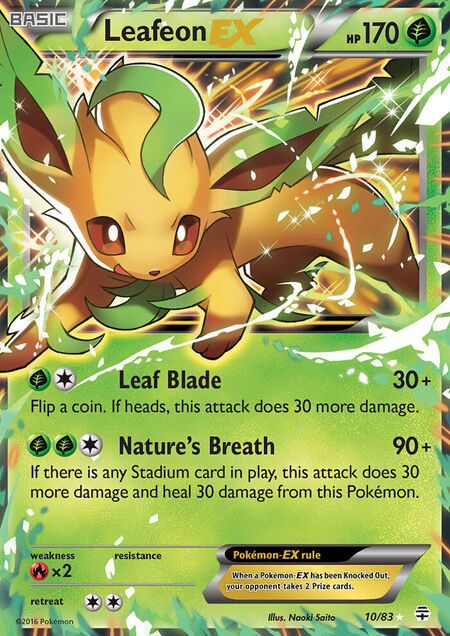 BASIC
Leafeon EX HP 170
Leaf Blade 30+
Flip a coin. If heads, this attack does 30 more damage.
Nature's Breath 90+
If there is any Stadium card in play, this attack does 30
more damage and heal 30 damage from this Pokémon.
weakness resistance
×2
retreat
Pokémon-EX rule
When a Pokémon-EX has been Knocked Out,
your opponent takes 2 Prize cards.
©2016 Pokémon Illus. Naoki Saito 10/83